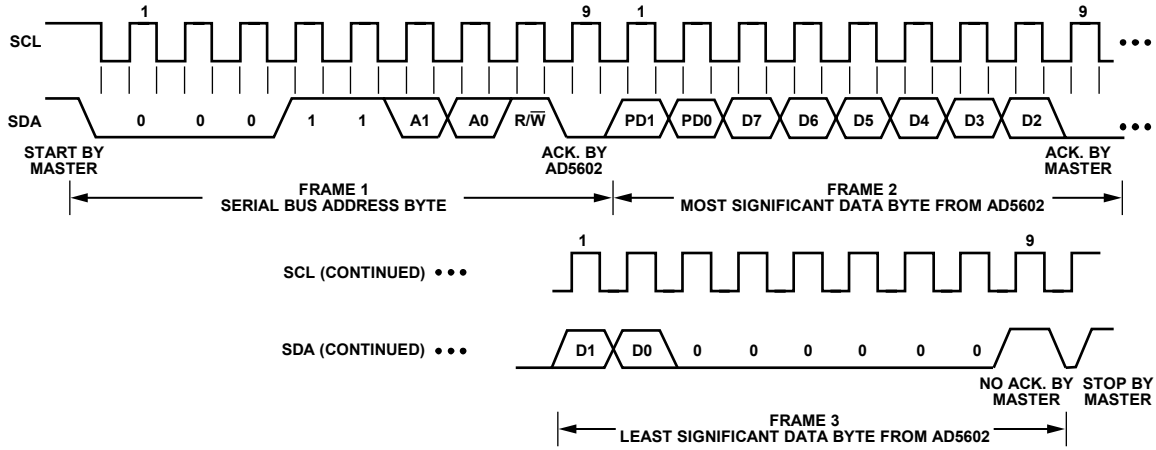 1 9 1 9
SCL •••
SDA 0 0 0 1 1 A1 A0 R/W̅ PD1 PD0 D7 D6 D5 D4 D3 D2 •••
START BY MASTER
ACK. BY AD5602
ACK. BY MASTER
FRAME 1
SERIAL BUS ADDRESS BYTE
FRAME 2
MOST SIGNIFICANT DATA BYTE FROM AD5602
1 9
SCL (CONTINUED) •••
SDA (CONTINUED) ••• D1 D0 0 0 0 0 0 0
NO ACK. BY MASTER
STOP BY MASTER
FRAME 3
LEAST SIGNIFICANT DATA BYTE FROM AD5602